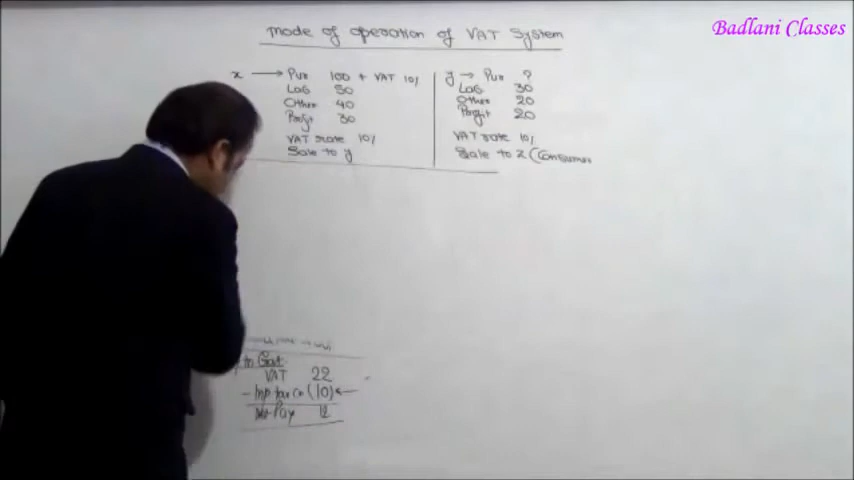 Badlani Classes
Mode of operation of VAT System
x → Pur 100 + VAT 10%
Lab 50
Other 40
Profit 30
VAT rate 10%
Sale to y
y → Pur ?
Lab 30
Other 20
Profit 20
VAT rate 10%
Sale to Z (Consumer
to Govt.
VAT 22
- Inp tax Cr (10) ←
Net Pay 12